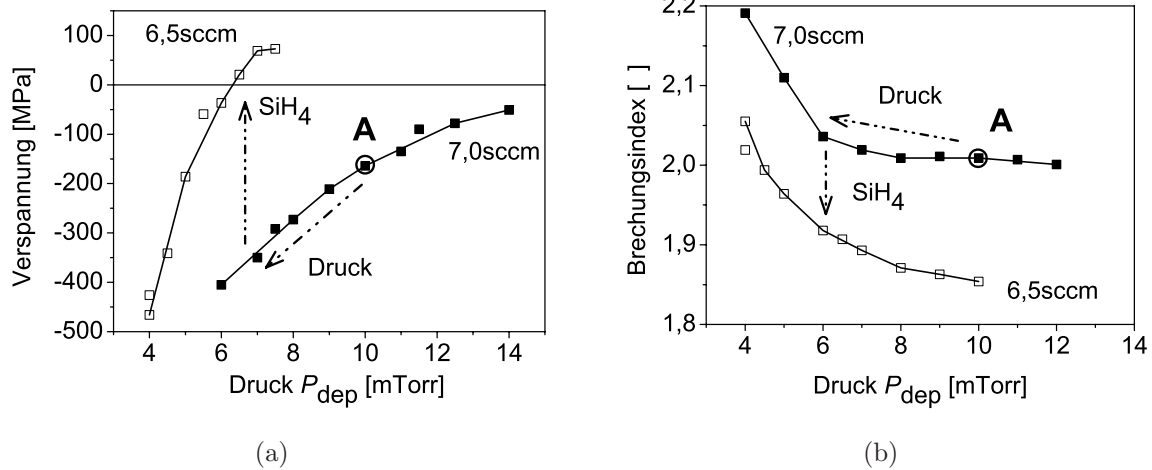 100
0
-100
-200
-300
-400
-500
Verspannung [MPa]
6,5sccm
SiH4
A
7,0sccm
Druck
4 6 8 10 12 14
Druck Pdep [mTorr]
(a)
2,2
2,1
2,0
1,9
1,8
Brechungsindex [ ]
7,0sccm
Druck
A
SiH4
6,5sccm
4 6 8 10 12 14
Druck Pdep [mTorr]
(b)